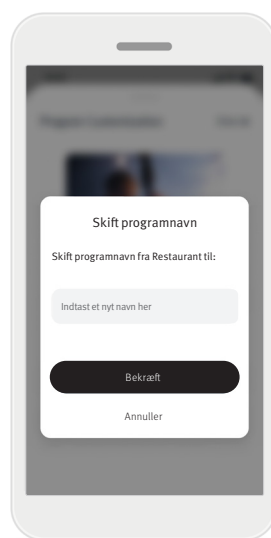 Skift programnavn
Skift programnavn fra Restaurant til:
Indtast et nyt navn her
Bekræft
Annuller